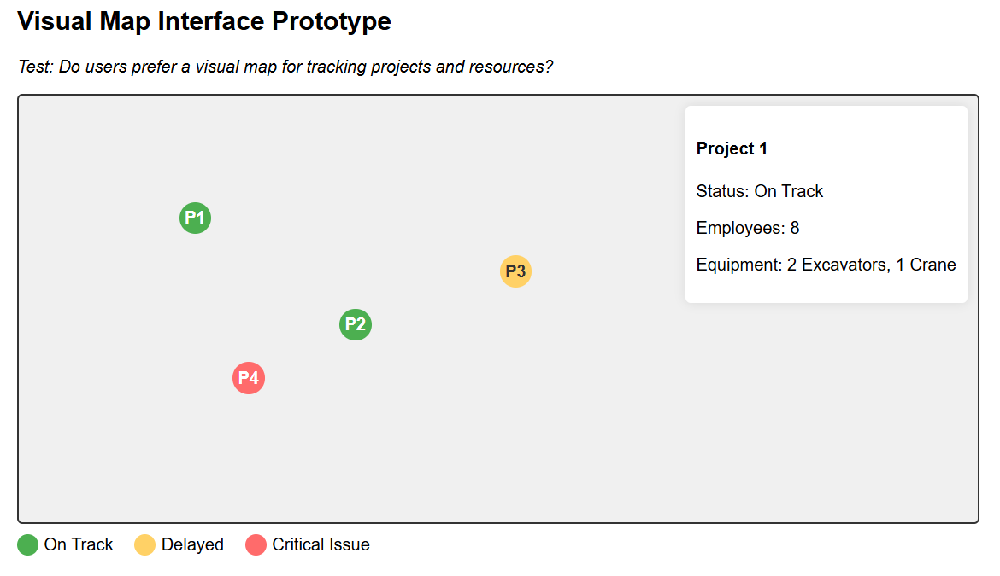 Visual Map Interface Prototype
Test: Do users prefer a visual map for tracking projects and resources?
Project 1
Status: On Track
Employees: 8
Equipment: 2 Excavators, 1 Crane
P1
P3
P2
P4
On Track
Delayed
Critical Issue